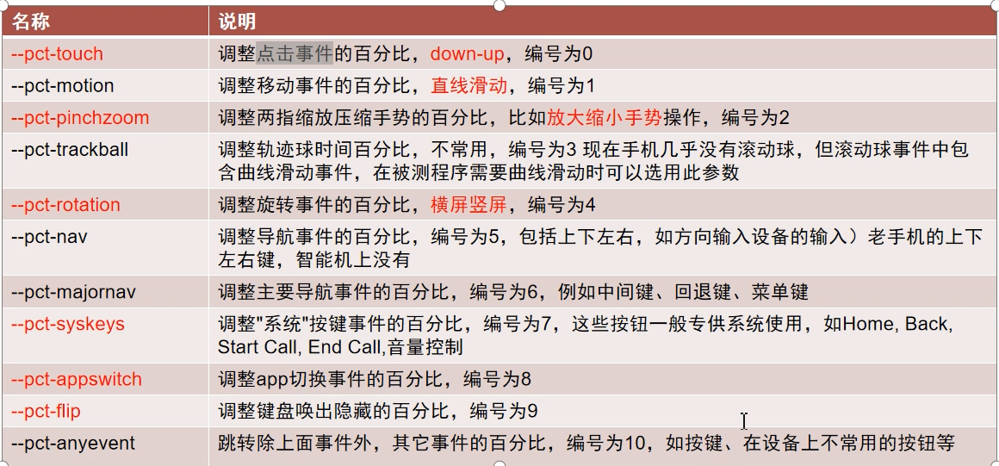 名称 说明
--pct-touch 调整点击事件的百分比，down-up，编号为0
--pct-motion 调整移动事件的百分比，直线滑动，编号为1
--pct-pinchzoom 调整两指缩放压缩手势的百分比，比如放大缩小手势操作，编号为2
--pct-trackball 调整轨迹球时间百分比，不常用，编号为3 现在手机几乎没有滚动球，但滚动球事件中包
含曲线滑动事件，在被测程序需要曲线滑动时可以选用此参数
--pct-rotation 调整旋转事件的百分比，横屏竖屏，编号为4
--pct-nav 调整导航事件的百分比，编号为5，包括上下左右，如方向输入设备的输入）老手机的上下
左右键，智能机上没有
--pct-majornav 调整主要导航事件的百分比，编号为6，例如中间键、回退键、菜单键
--pct-syskeys 调整"系统"按键事件的百分比，编号为7，这些按钮一般专供系统使用，如Home, Back,
Start Call, End Call,音量控制
--pct-appswitch 调整app切换事件的百分比，编号为8
--pct-flip 调整键盘唤出隐藏的百分比，编号为9
--pct-anyevent 跳转除上面事件外，其它事件的百分比，编号为10，如按键、在设备上不常用的按钮等